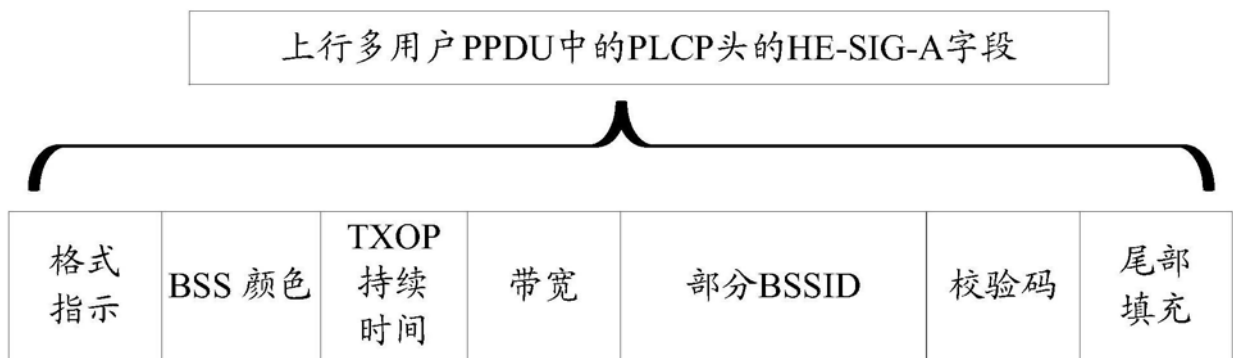 上行多用户PPDU中的PLCP头的HE-SIG-A字段
格式
指示
BSS 颜色
TXOP
持续
时间
带宽
部分BSSID
校验码
尾部
填充